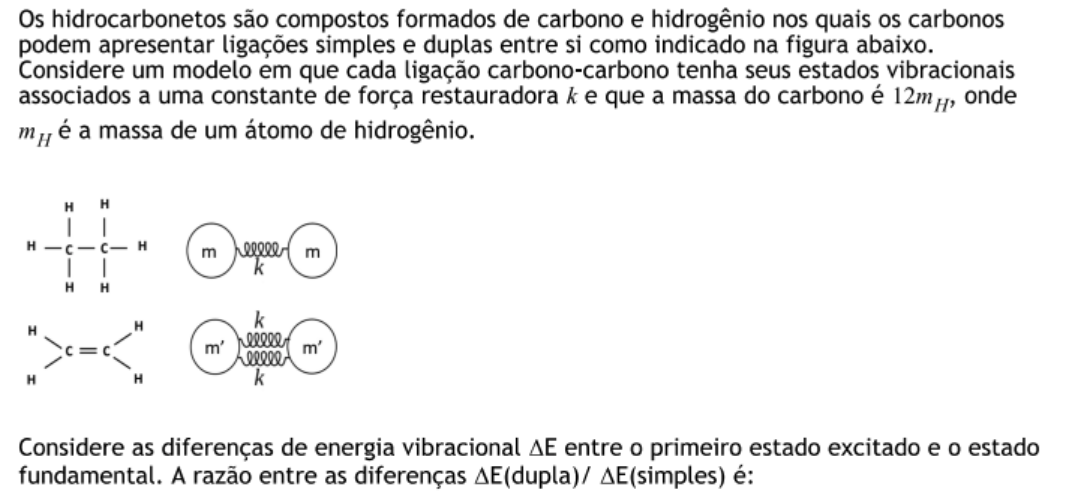 Os hidrocarbonetos são compostos formados de carbono e hidrogênio nos quais os carbonos
podem apresentar ligações simples e duplas entre si como indicado na figura abaixo.
Considere um modelo em que cada ligação carbono-carbono tenha seus estados vibracionais
associados a uma constante de força restauradora k e que a massa do carbono é 12m_H, onde
m_H é a massa de um átomo de hidrogênio.
H H
H — C — C — H
H H
m k m
H H
C = C
H H
k
m' m'
k
Considere as diferenças de energia vibracional ΔE entre o primeiro estado excitado e o estado
fundamental. A razão entre as diferenças ΔE(dupla)/ ΔE(simples) é: